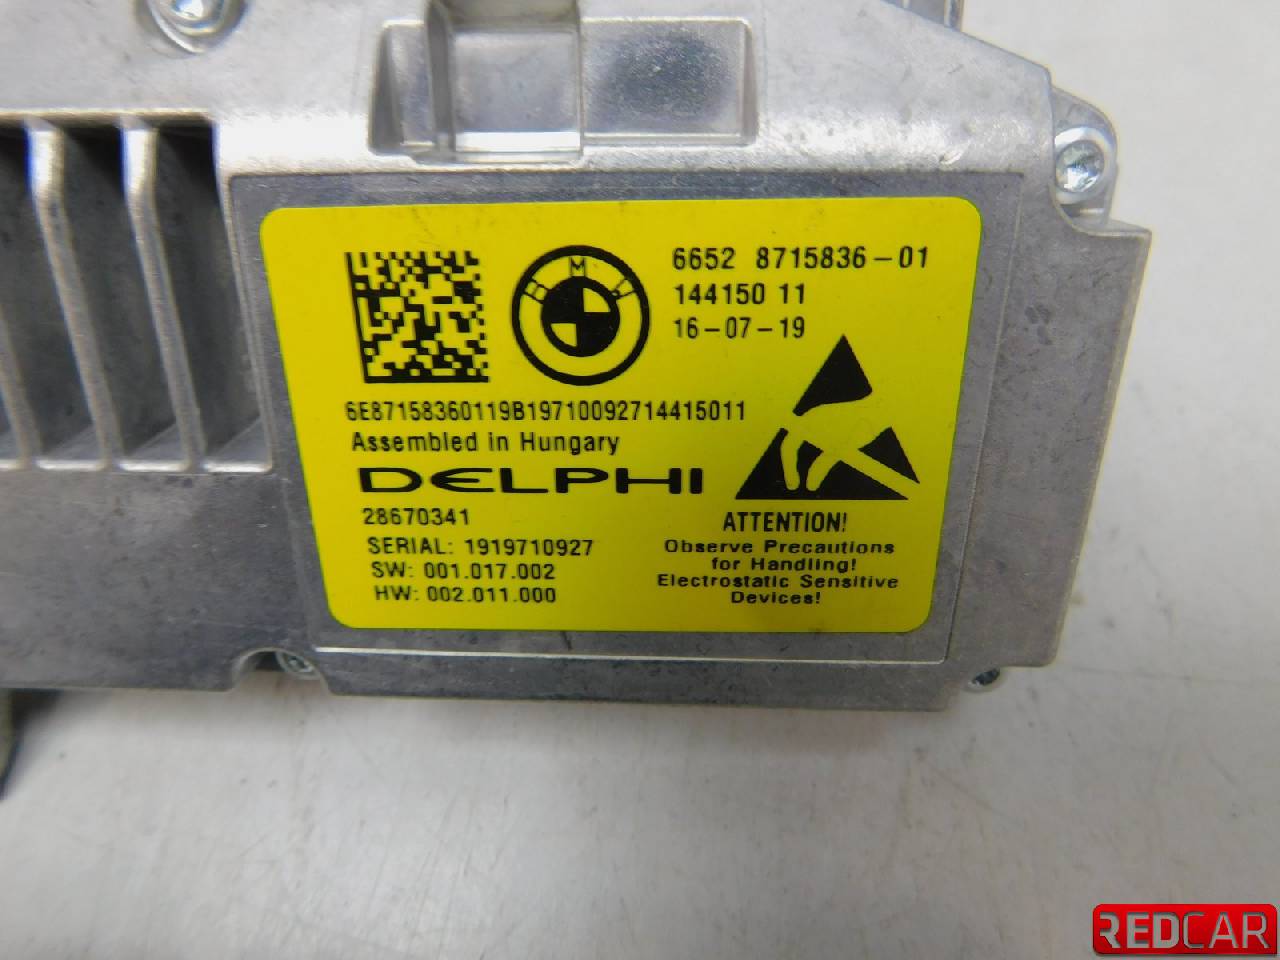 BMW
6652 8715836-01
144150 11
16-07-19
6E87158360119B19710092714415011
Assembled in Hungary
DELPHI
28670341
SERIAL: 1919710927
SW: 001.017.002
HW: 002.011.000
ATTENTION!
Observe Precautions
for Handling!
Electrostatic Sensitive
Devices!
REDCAR